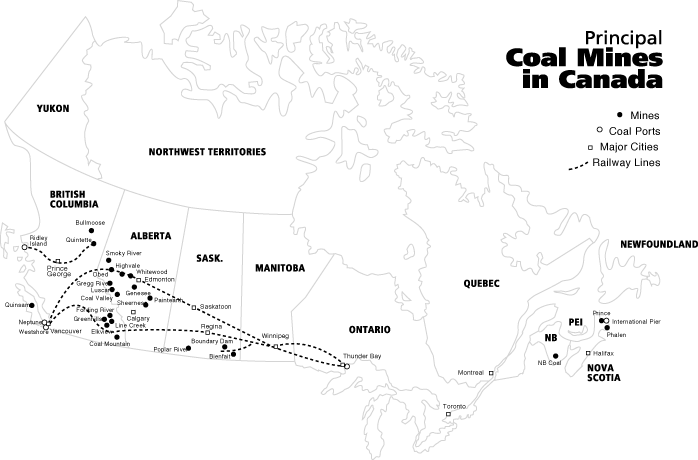 Principal
Coal Mines
in Canada
Mines
Coal Ports
Major Cities
Railway Lines
YUKON
NORTHWEST TERRITORIES
BRITISH
COLUMBIA
Bullmoose
Ridley
Island
Quintette
Prince
George
ALBERTA
SASK.
MANITOBA
ONTARIO
QUEBEC
NEWFOUNDLAND
Smoky River
Highvale
Obed
Whitewood
Edmonton
Gregg River
Luscar
Genesee
Coal Valley
Paintearth
Sheerness
Quinsam
Saskatoon
Fording River
Calgary
Greenhills
Line Creek
Neptune
Westshore
Vancouver
Elkview
Coal Mountain
Regina
Boundary Dam
Poplar River
Bienfait
Winnipeg
Thunder Bay
Montreal
Toronto
PEI
NB
NB Coal
Prince
International Pier
Phalen
Halifax
NOVA
SCOTIA